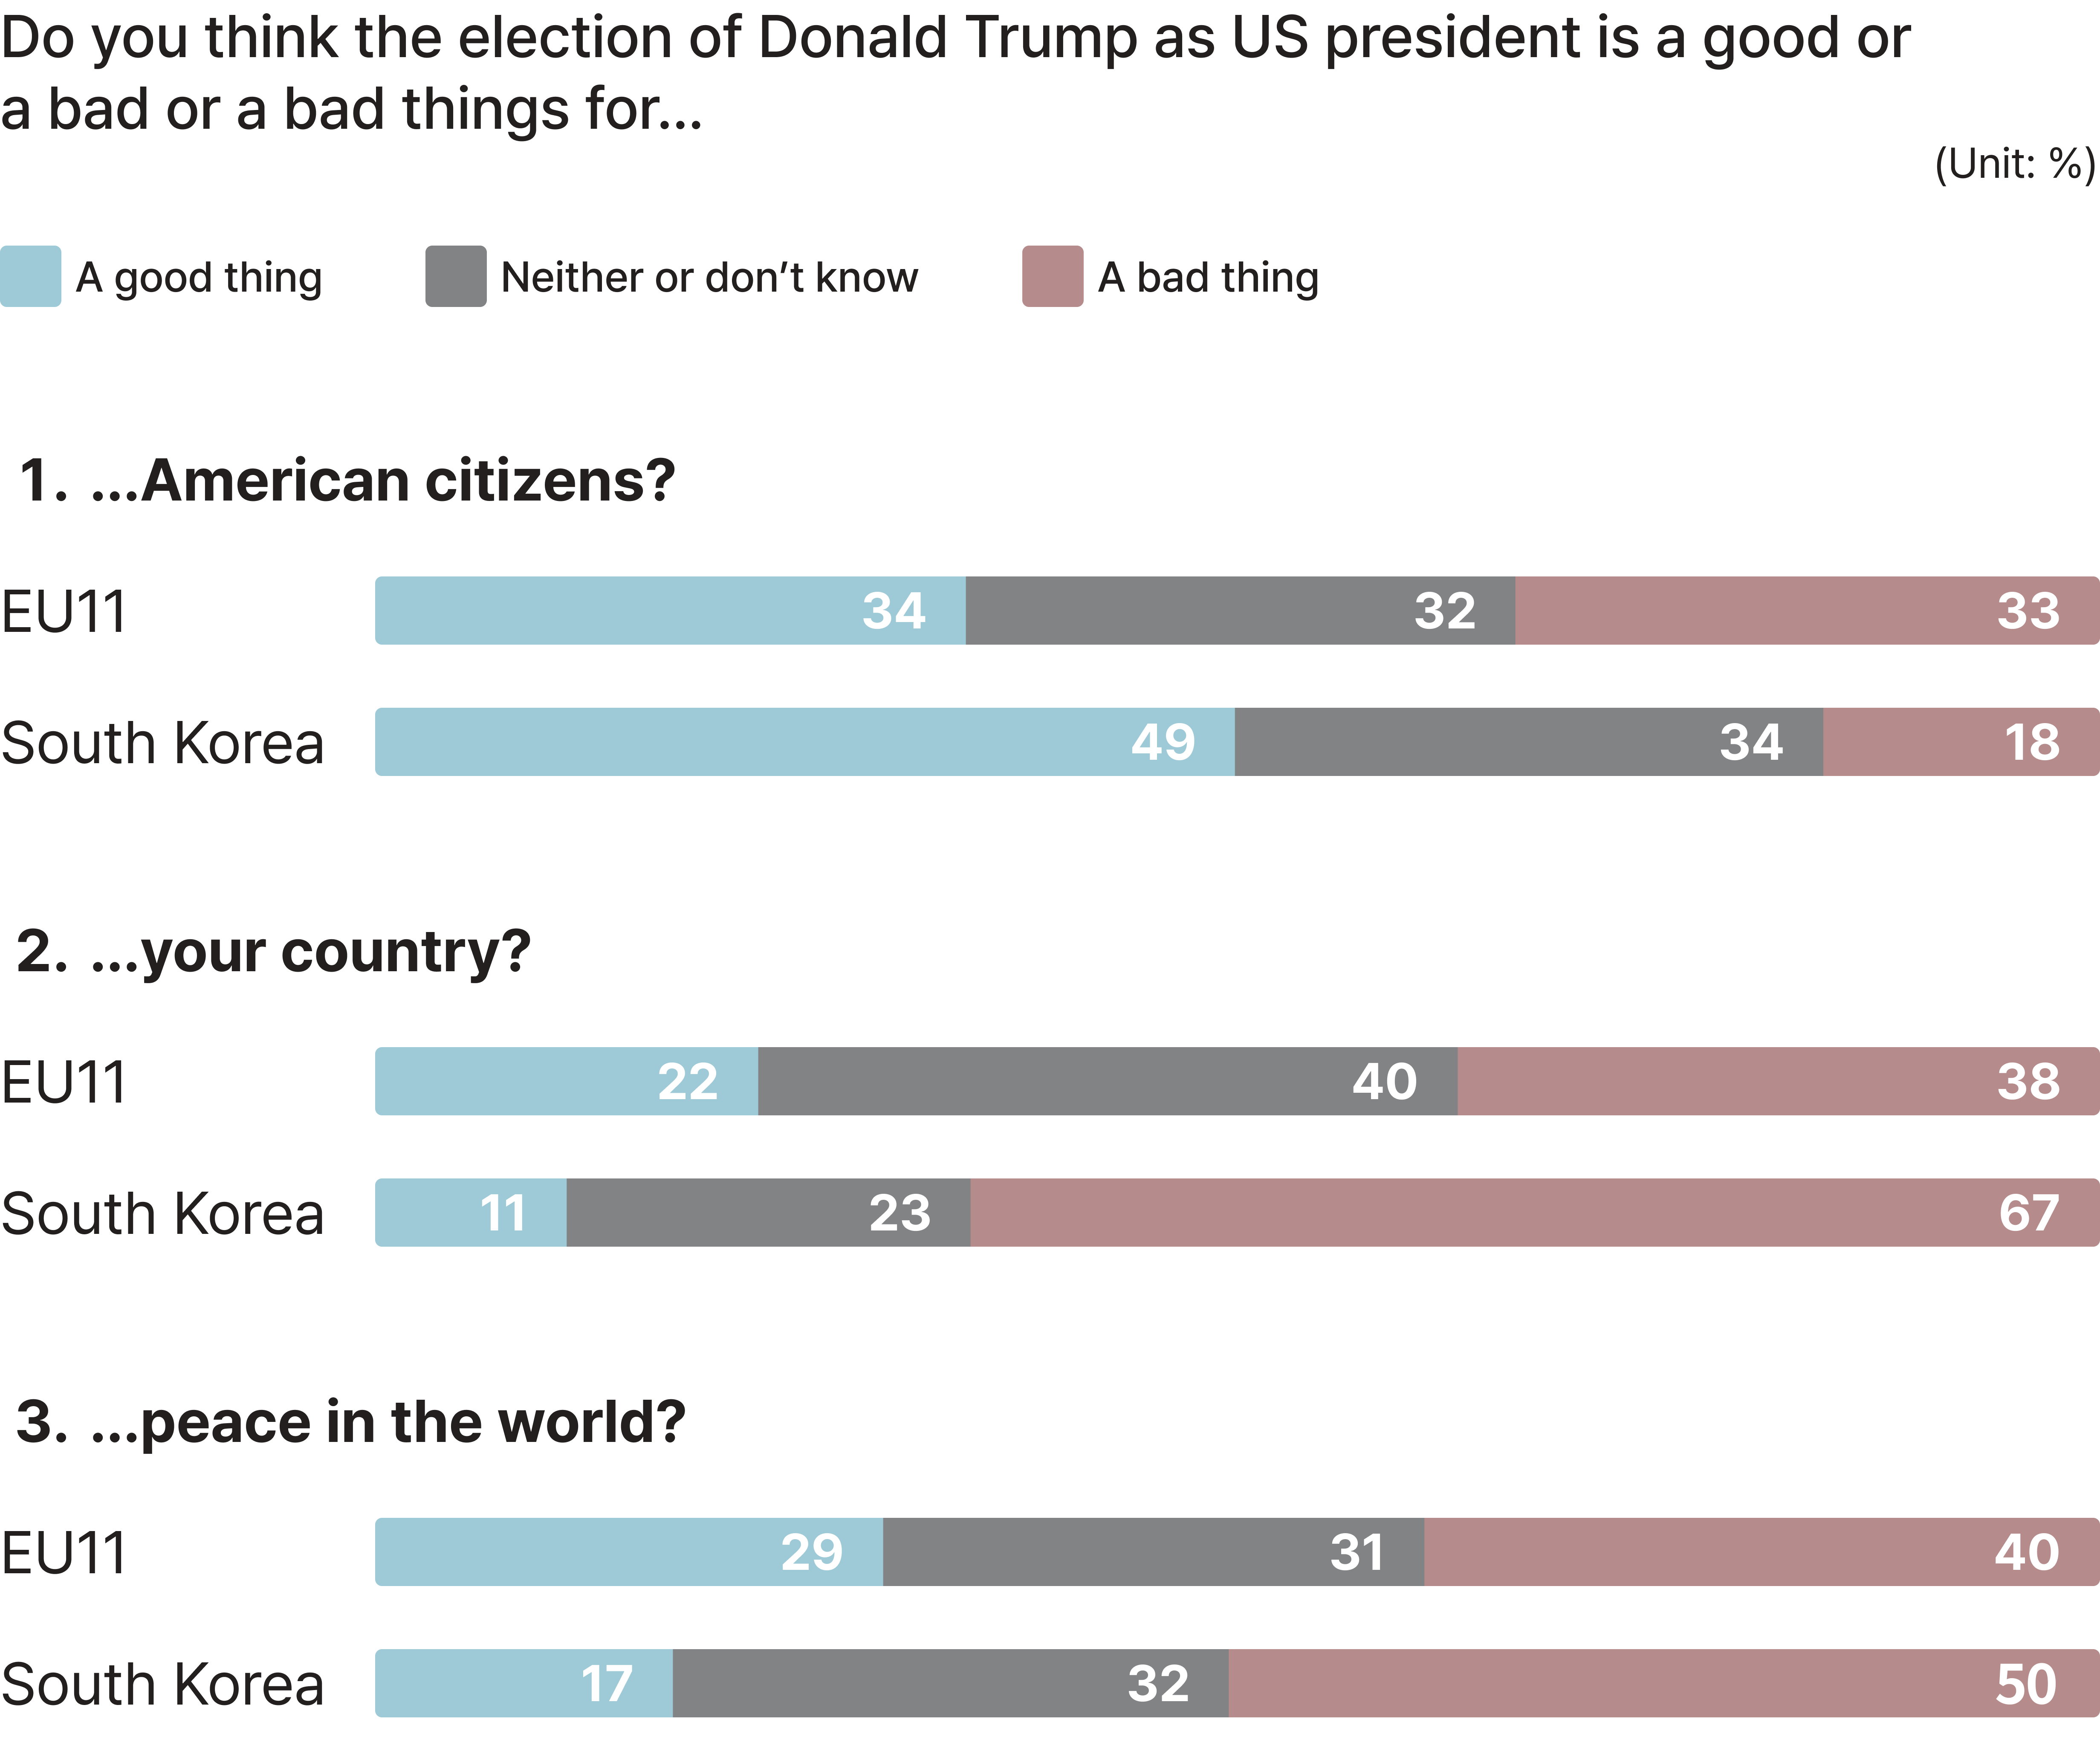 Do you think the election of Donald Trump as US president is a good or
a bad or a bad things for...
(Unit: %)
A good thing Neither or don’t know A bad thing
1. ...American citizens?
EU11 34 32 33
South Korea 49 34 18
2. ...your country?
EU11 22 40 38
South Korea 11 23 67
3. ...peace in the world?
EU11 29 31 40
South Korea 17 32 50